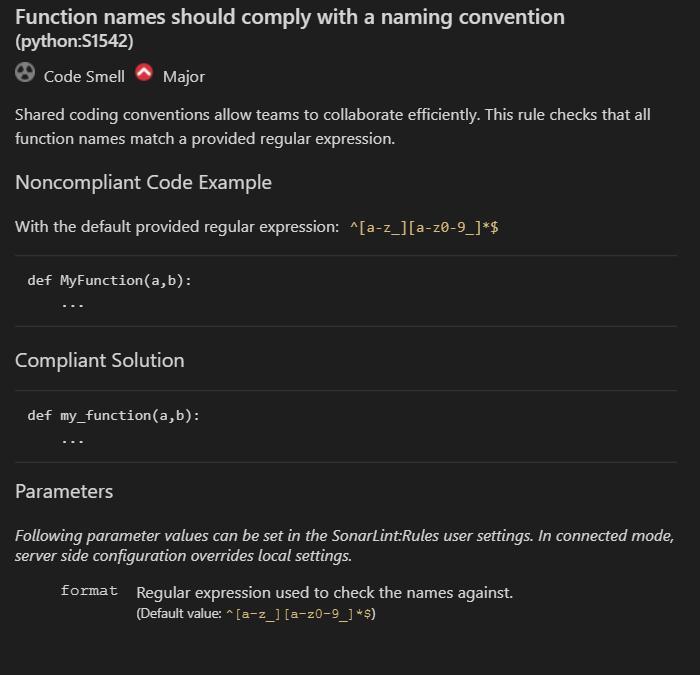 Function names should comply with a naming convention
(python:S1542)
Code Smell Major
Shared coding conventions allow teams to collaborate efficiently. This rule checks that all
function names match a provided regular expression.
Noncompliant Code Example
With the default provided regular expression: ^[a-z_][a-z0-9_]*$
def MyFunction(a,b):
...
Compliant Solution
def my_function(a,b):
...
Parameters
Following parameter values can be set in the SonarLint:Rules user settings. In connected mode,
server side configuration overrides local settings.
format Regular expression used to check the names against.
(Default value: ^[a-z_][a-z0-9_]*$)